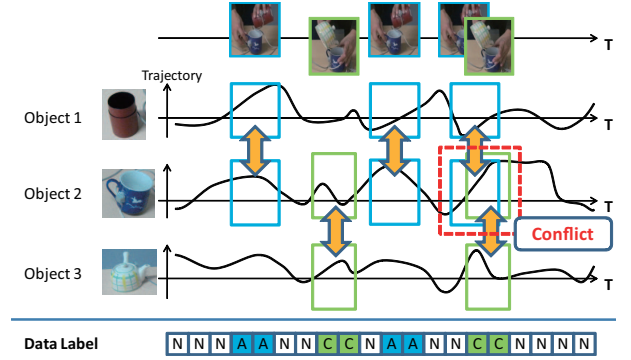 T
Trajectory
Object 1
T
Object 2
T
Conflict
Object 3
T
Data Label N N N A A N N C C N A A N N C C N N N N